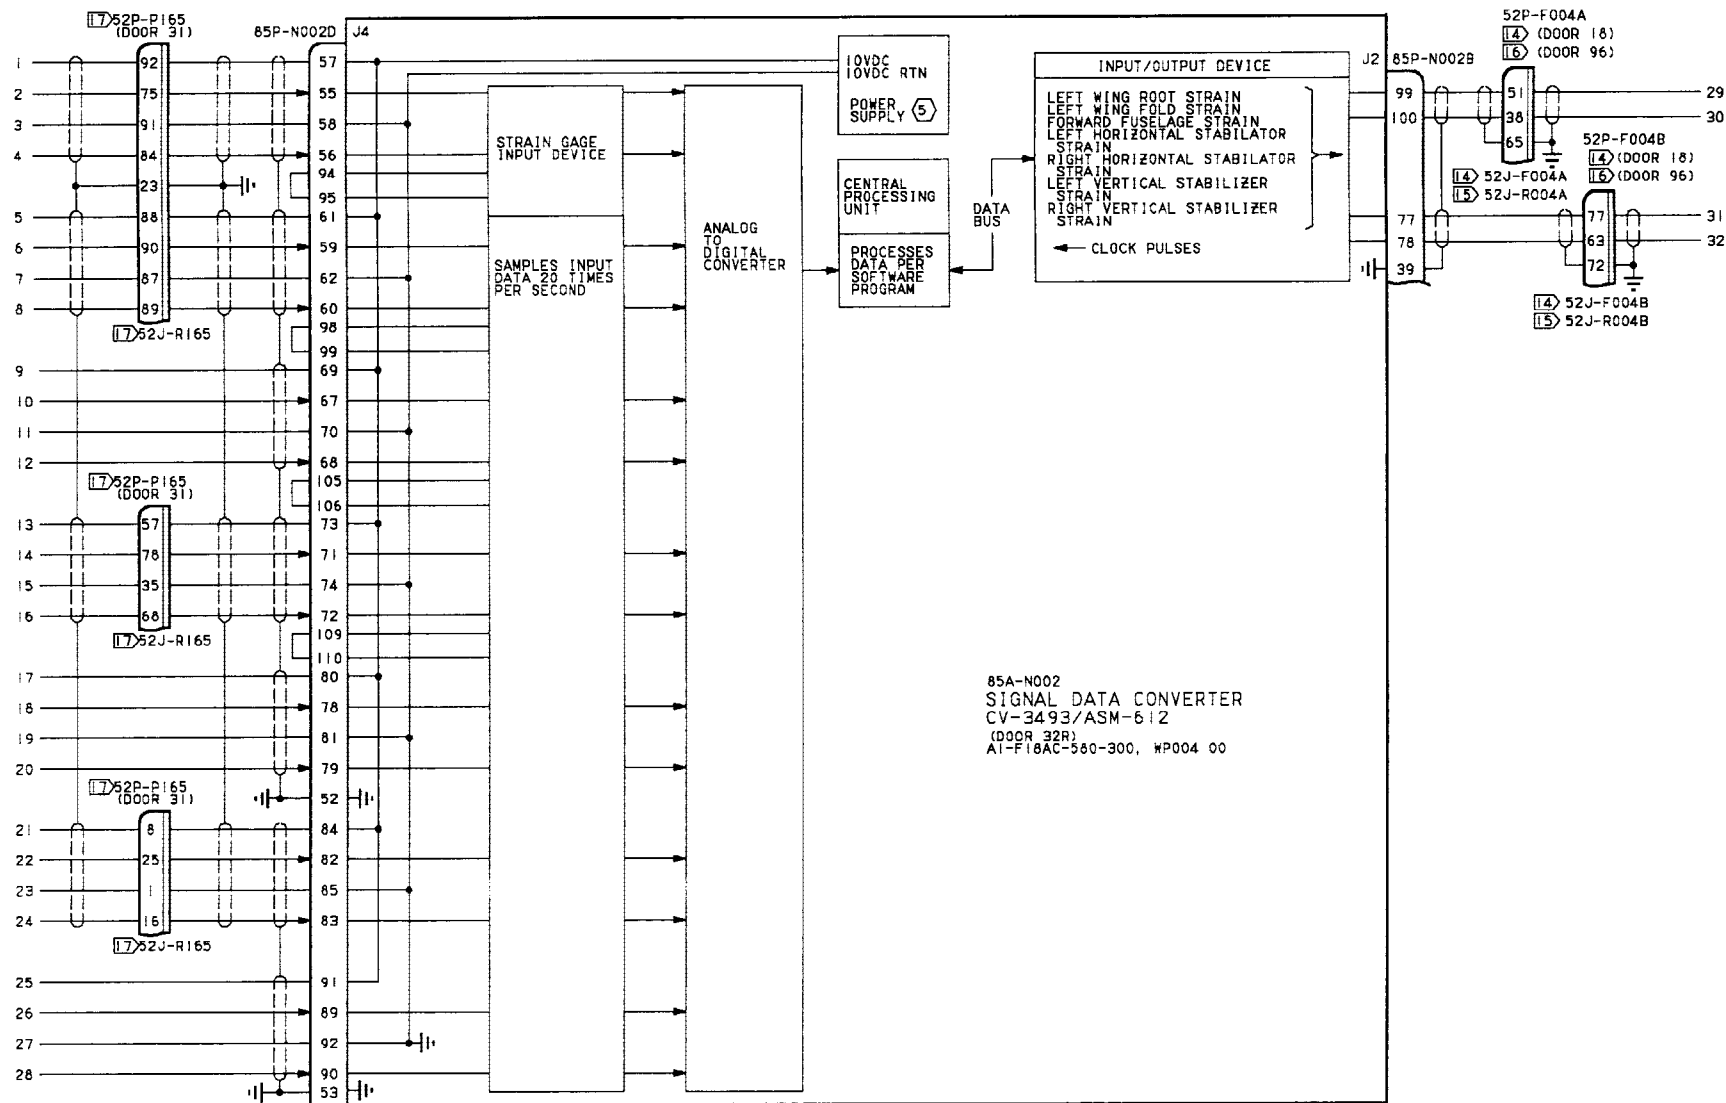 17 52P-P165
(DOOR 31)
85P-N002D
J4
1
2
3
4
5
6
7
8
92
75
91
84
23
88
90
87
89
17 52J-R165
9
10
11
12
17 52P-P165
(DOOR 31)
13
14
15
16
57
78
35
68
17 52J-R165
17
18
19
20
17 52P-P165
(DOOR 31)
21
22
23
24
8
25
1
16
17 52J-R165
25
26
27
28
57
55
58
56
94
95
61
59
62
60
98
99
69
67
70
68
105
106
73
71
74
72
109
110
80
78
81
79
52
84
82
85
83
91
89
92
90
53
STRAIN GAGE
INPUT DEVICE
SAMPLES INPUT
DATA 20 TIMES
PER SECOND
ANALOG
TO
DIGITAL
CONVERTER
10VDC
10VDC RTN
POWER
SUPPLY 5
CENTRAL
PROCESSING
UNIT
PROCESSES
DATA PER
SOFTWARE
PROGRAM
DATA
BUS
INPUT/OUTPUT DEVICE
LEFT WING ROOT STRAIN
LEFT WING FOLD STRAIN
FORWARD FUSELAGE STRAIN
LEFT HORIZONTAL STABILATOR
STRAIN
RIGHT HORIZONTAL STABILATOR
STRAIN
LEFT VERTICAL STABILIZER
STRAIN
RIGHT VERTICAL STABILIZER
STRAIN
CLOCK PULSES
85A-N002
SIGNAL DATA CONVERTER
CV-3493/ASM-612
(DOOR 32R)
A1-F18AC-580-300, WP004 00
J2
85P-N002B
99
100
77
78
39
52P-F004A
14 (DOOR 18)
16 (DOOR 96)
51
38
65
29
30
14 52J-F004A
15 52J-R004A
52P-F004B
14 (DOOR 18)
16 (DOOR 96)
77
63
72
31
32
14 52J-F004B
15 52J-R004B